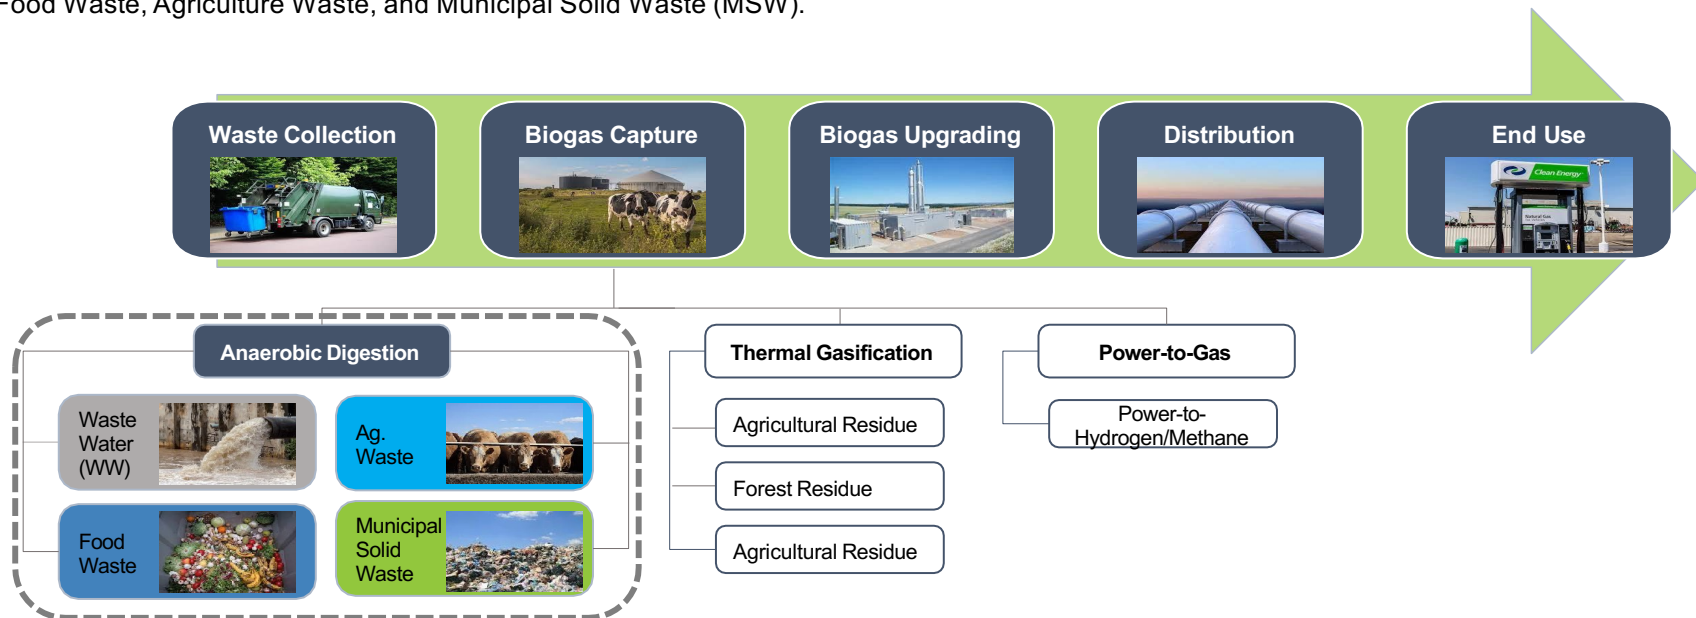 Food Waste, Agriculture Waste, and Municipal Solid Waste (MSW).
Waste Collection
Biogas Capture
Biogas Upgrading
Distribution
End Use
Clean Energy
Natural Gas
Anaerobic Digestion
Thermal Gasification
Power-to-Gas
Waste
Water
(WW)
Ag.
Waste
Food
Waste
Municipal
Solid
Waste
Agricultural Residue
Forest Residue
Agricultural Residue
Power-to-
Hydrogen/Methane